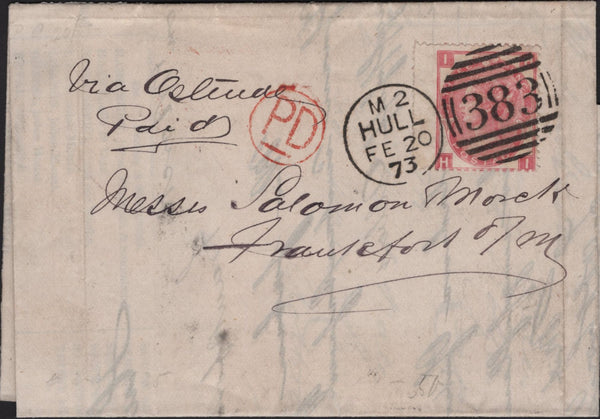 Via Ostende
Paid
PD
M 2
HULL
FE 20
73
383
I
H I
Messrs Salomon Morck
Frankfort o/M